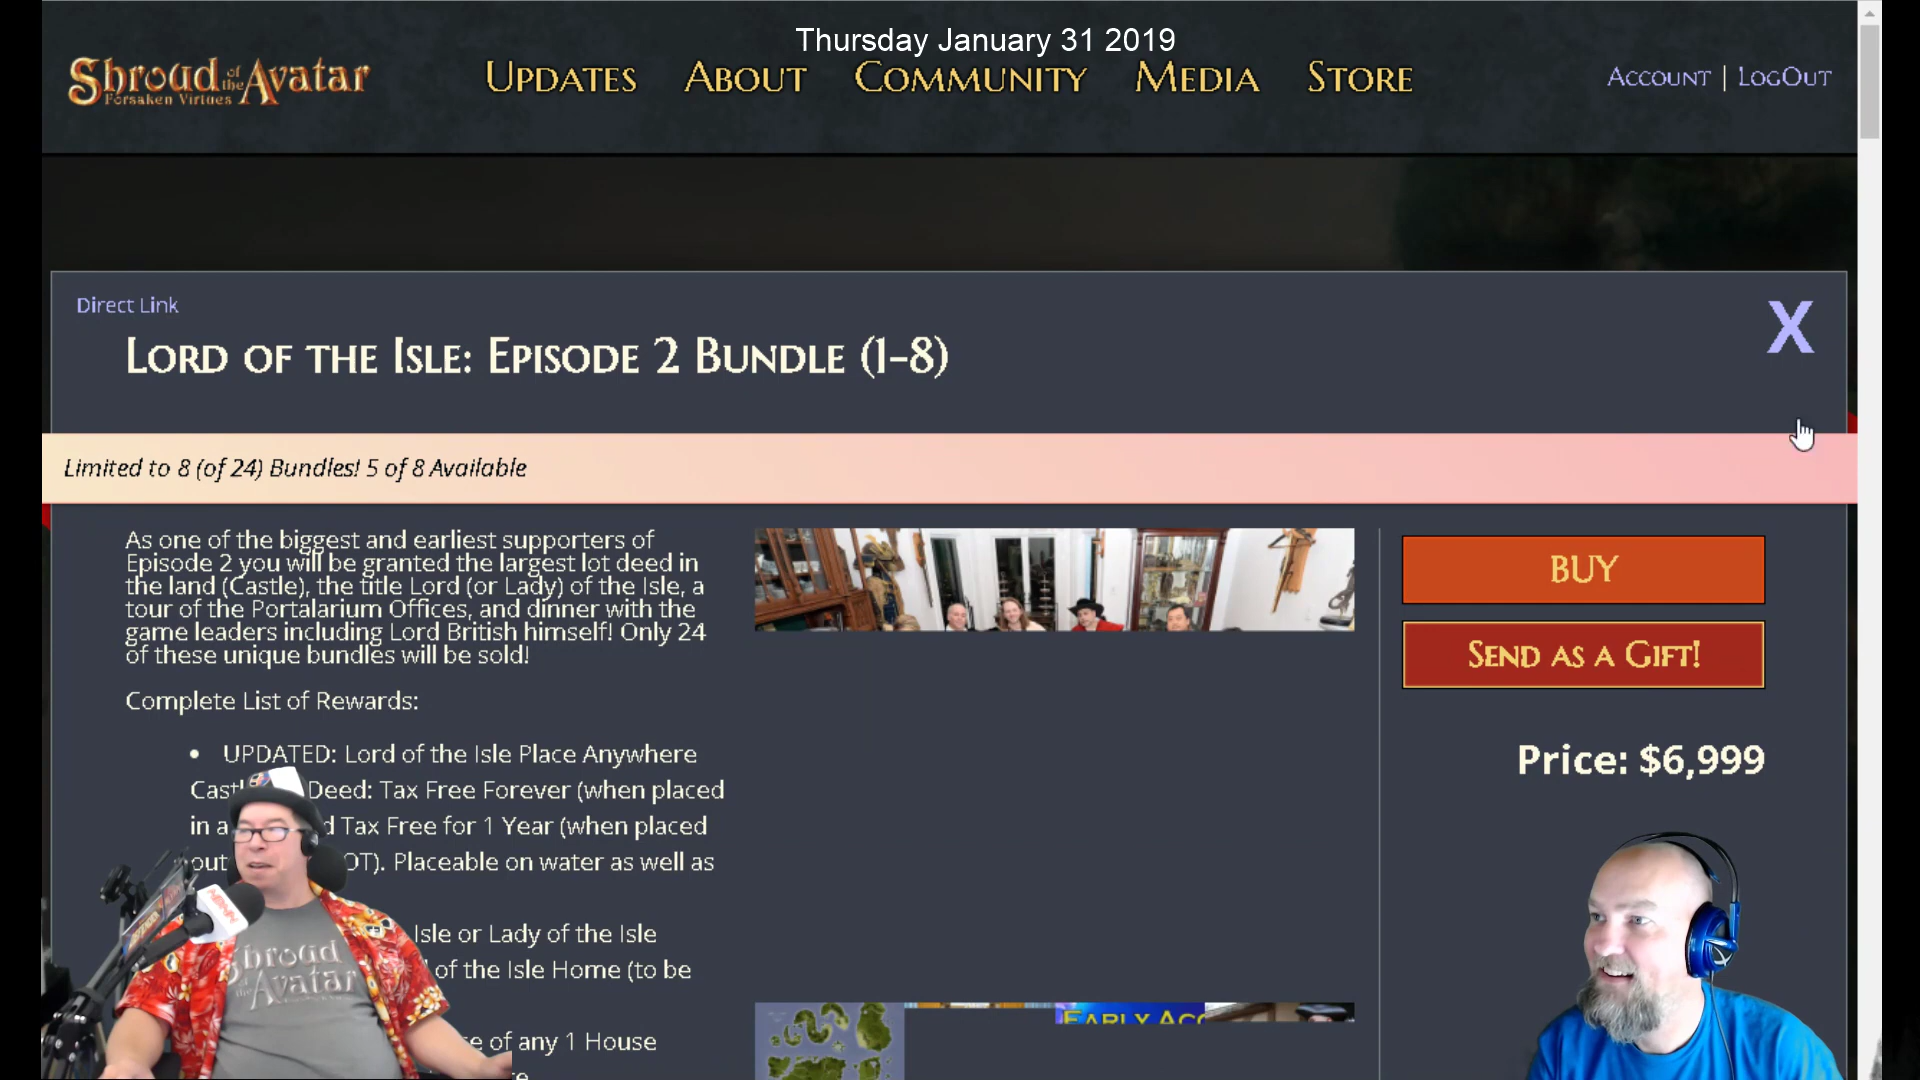 Thursday January 31 2019
Shroud of the Avatar
Forsaken Virtues
Updates About Community Media Store
Account | LogOut
Direct Link
X
Lord of the Isle: Episode 2 Bundle (1-8)
Limited to 8 (of 24) Bundles! 5 of 8 Available
As one of the biggest and earliest supporters of
Episode 2 you will be granted the largest lot deed in
the land (Castle), the title Lord (or Lady) of the Isle, a
tour of the Portalarium Offices, and dinner with the
game leaders including Lord British himself! Only 24
of these unique bundles will be sold!
Complete List of Rewards:
• UPDATED: Lord of the Isle Place Anywhere
Deed: Tax Free Forever (when placed
in a Tax Free for 1 Year (when placed
OT). Placeable on water as well as
Isle or Lady of the Isle
of the Isle Home (to be
of any 1 House
BUY
Send as a Gift!
Price: $6,999
Early Acc
Shroud
of the
Avatar